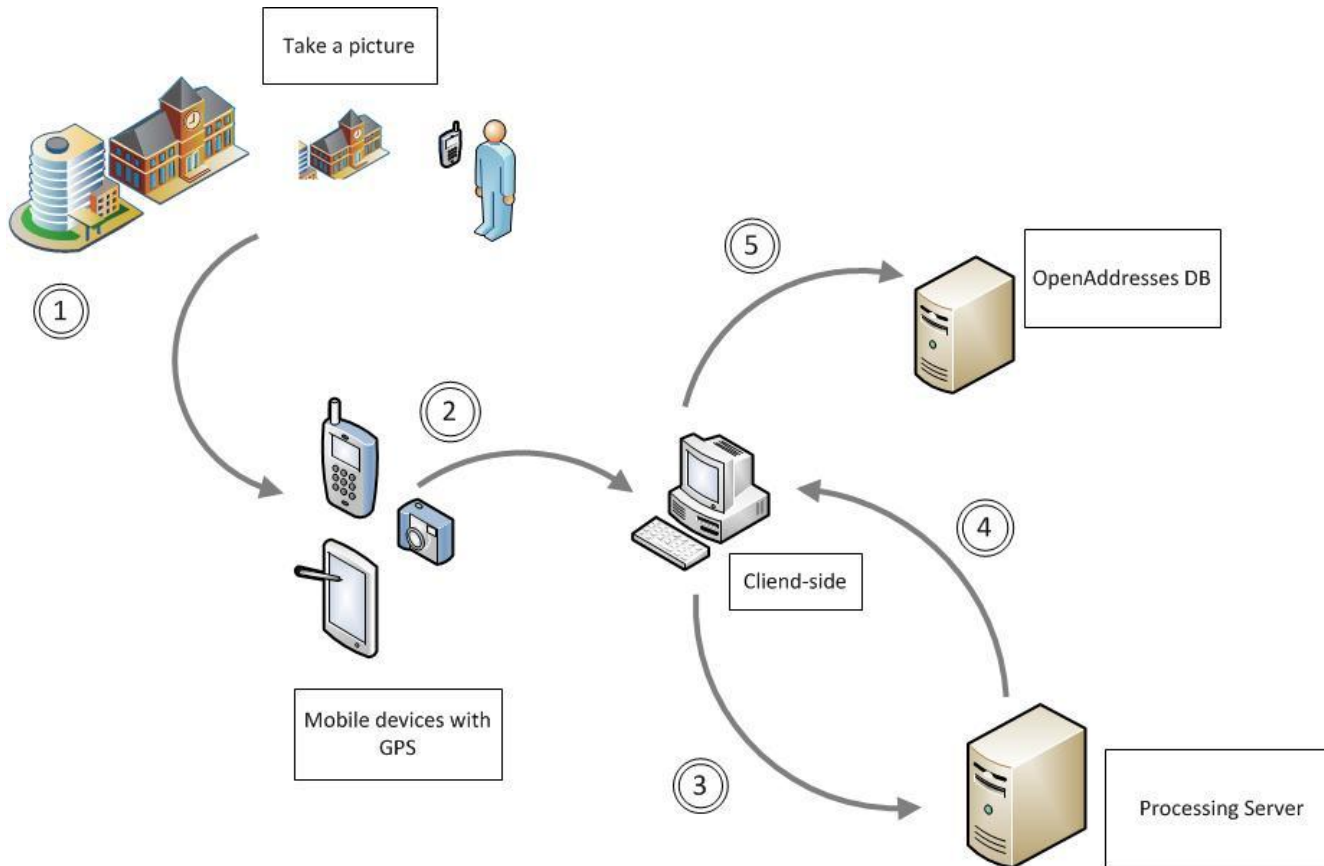 Take a picture
1
5
OpenAddresses DB
2
4
Cliend-side
Mobile devices with
GPS
3
Processing Server